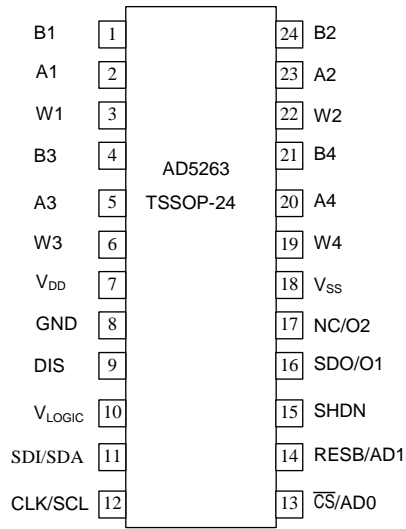 B1 1 24 B2
A1 2 23 A2
W1 3 22 W2
B3 4 21 B4
AD5263
A3 5 TSSOP-24 20 A4
W3 6 19 W4
VDD 7 18 VSS
GND 8 17 NC/O2
DIS 9 16 SDO/O1
VLOGIC 10 15 SHDN
SDI/SDA 11 14 RESB/AD1
CLK/SCL 12 13 C̅S̅/AD0